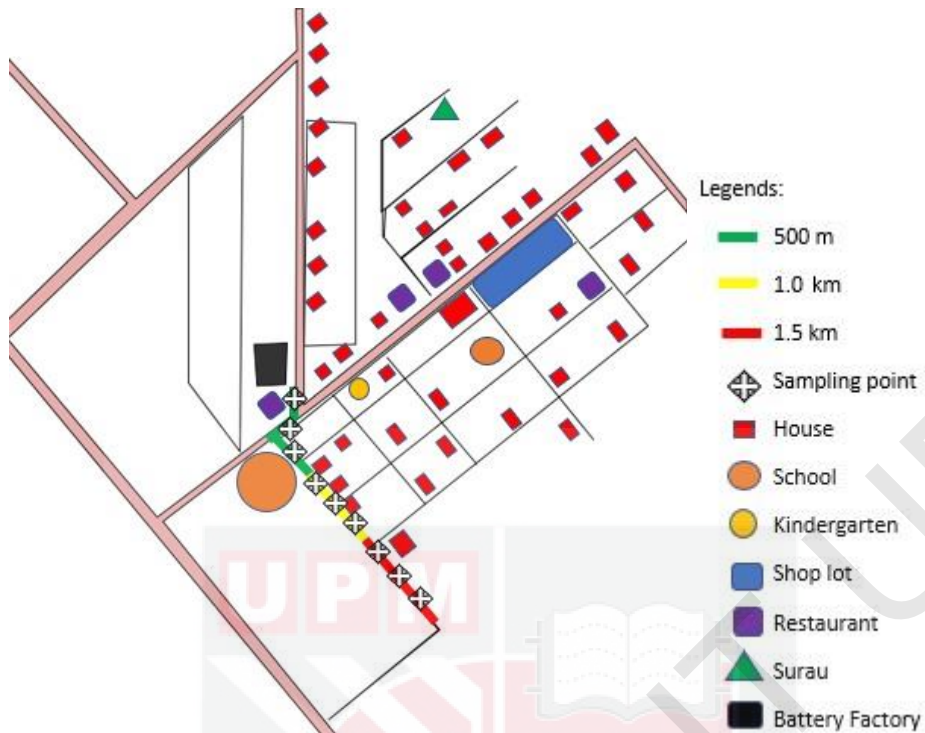 Legends:
500 m
1.0 km
1.5 km
Sampling point
House
School
Kindergarten
Shop lot
Restaurant
Surau
Battery Factory
UPM
T U